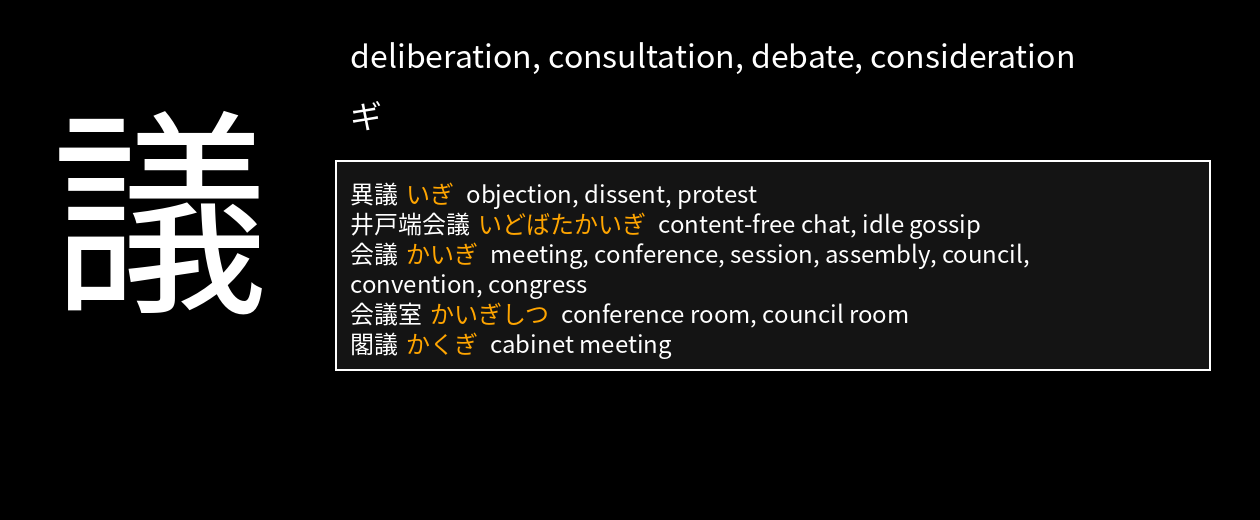 議
deliberation, consultation, debate, consideration
ギ
異議 いぎ objection, dissent, protest
井戸端会議 いどばたかいぎ content-free chat, idle gossip
会議 かいぎ meeting, conference, session, assembly, council,
convention, congress
会議室 かいぎしつ conference room, council room
閣議 かくぎ cabinet meeting